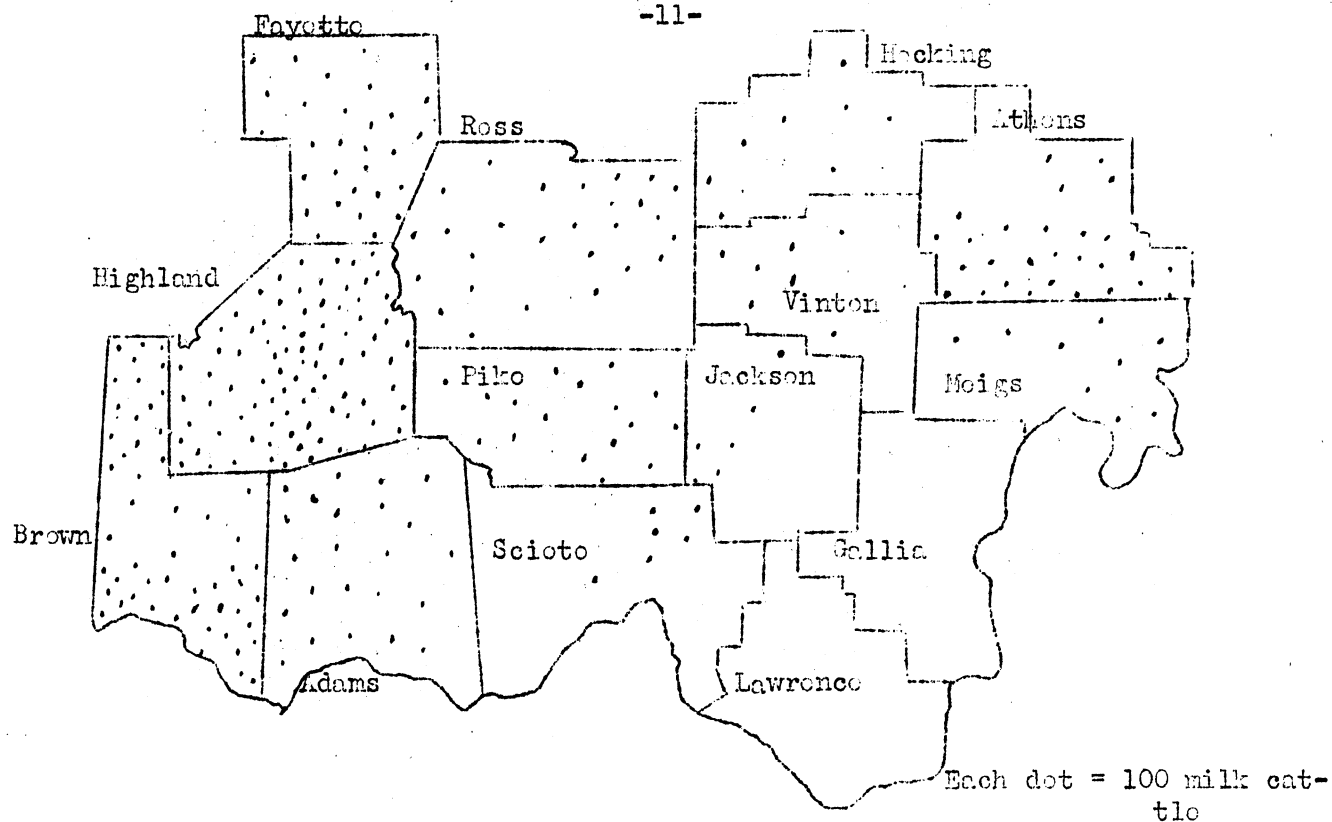 -11-
Fayette
Hocking
Ross
Athens
Highland
Vinton
Pike
Jackson
Meigs
Brown
Scioto
Gallia
Adams
Lawrence
Each dot = 100 milk cat-
tle